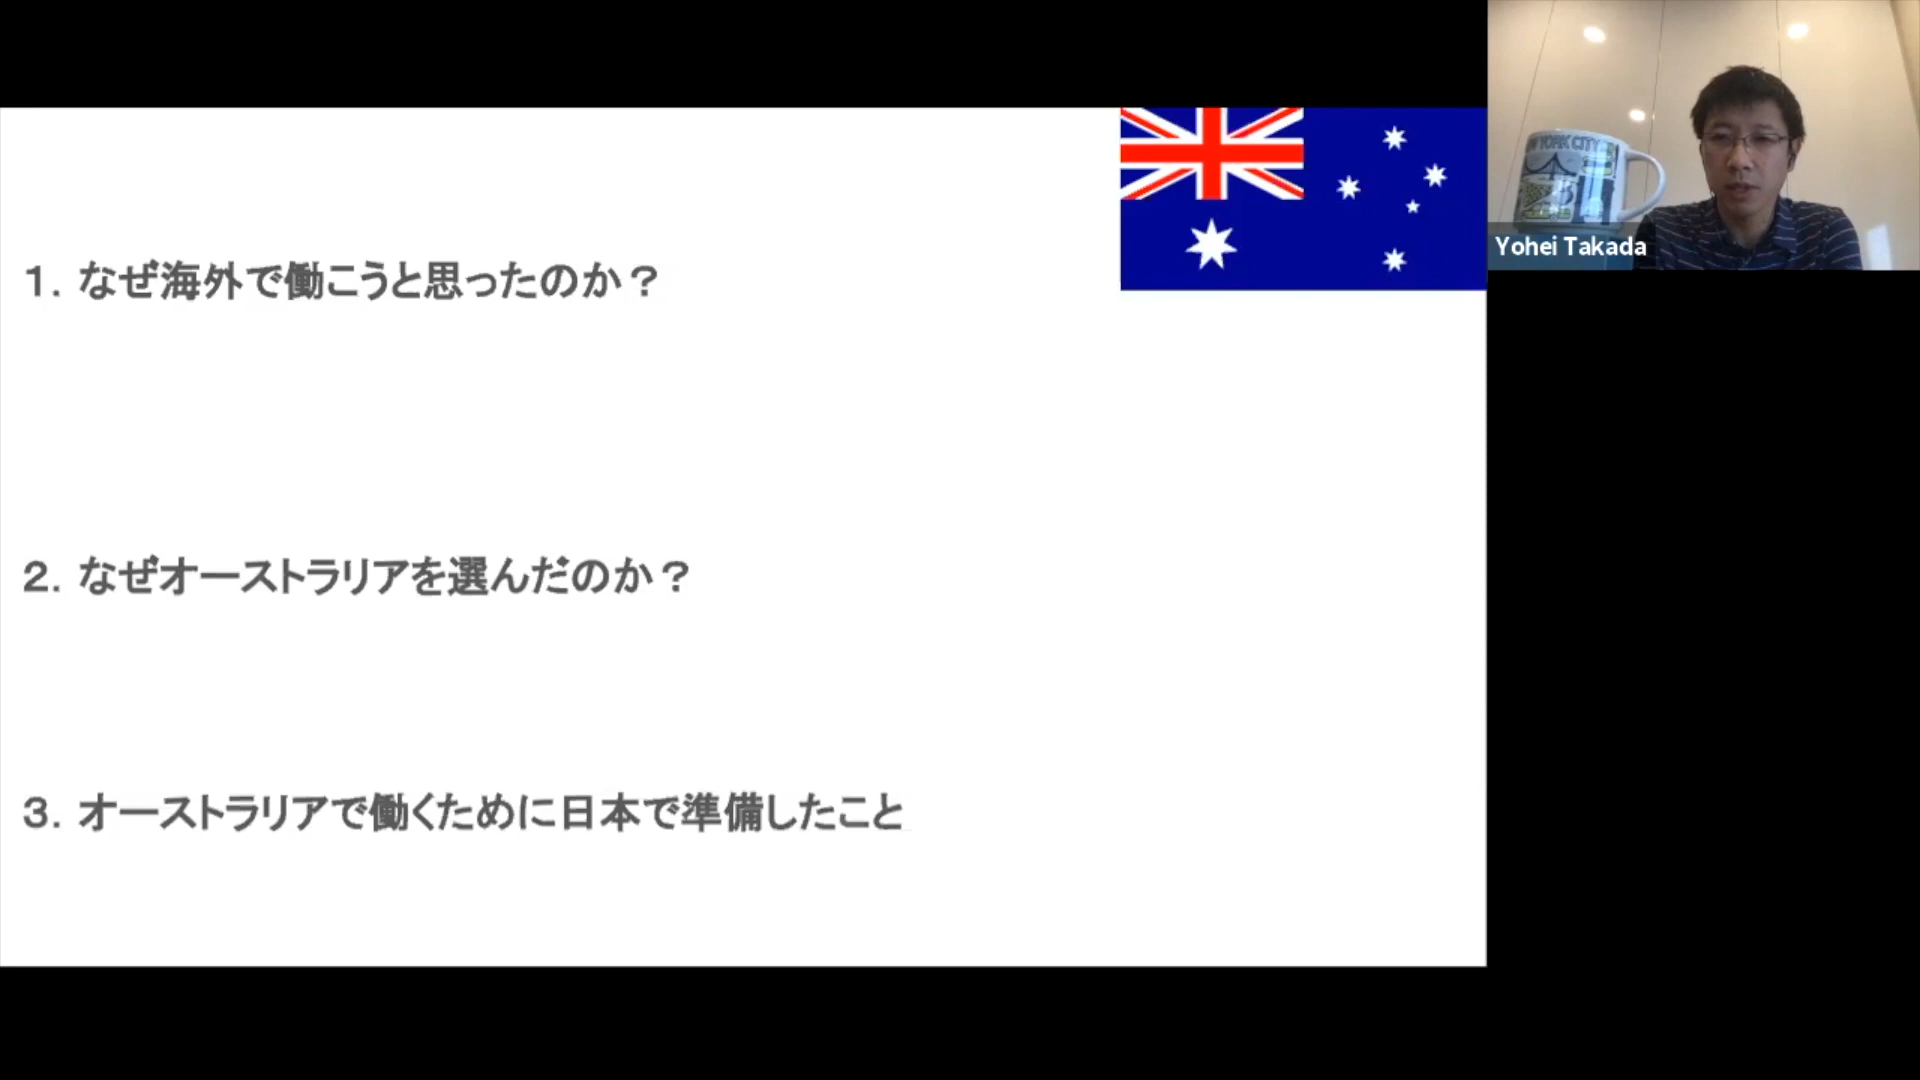 1. なぜ海外で働こうと思ったのか？
2. なぜオーストラリアを選んだのか？
3. オーストラリアで働くために日本で準備したこと
YORK CITY
Yohei Takada